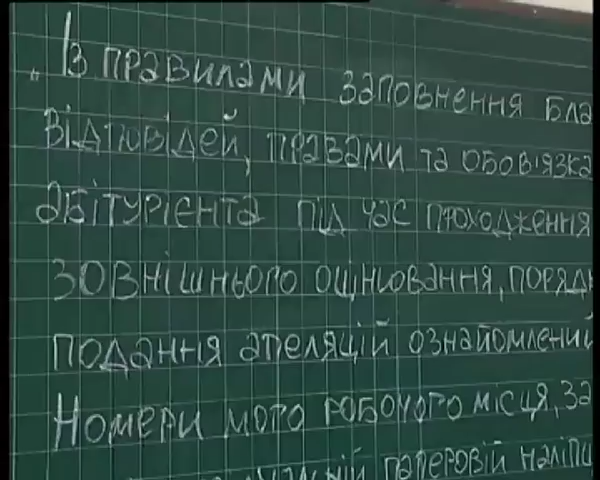 „Із правилами заповнення бла
відповідей, правами та обов'язка
абітурієнта під час проходження
зовнішнього оцінювання, поряд
подання апеляцій ознайомлений
Номери мого робочого місця, за
паперовій наліпц